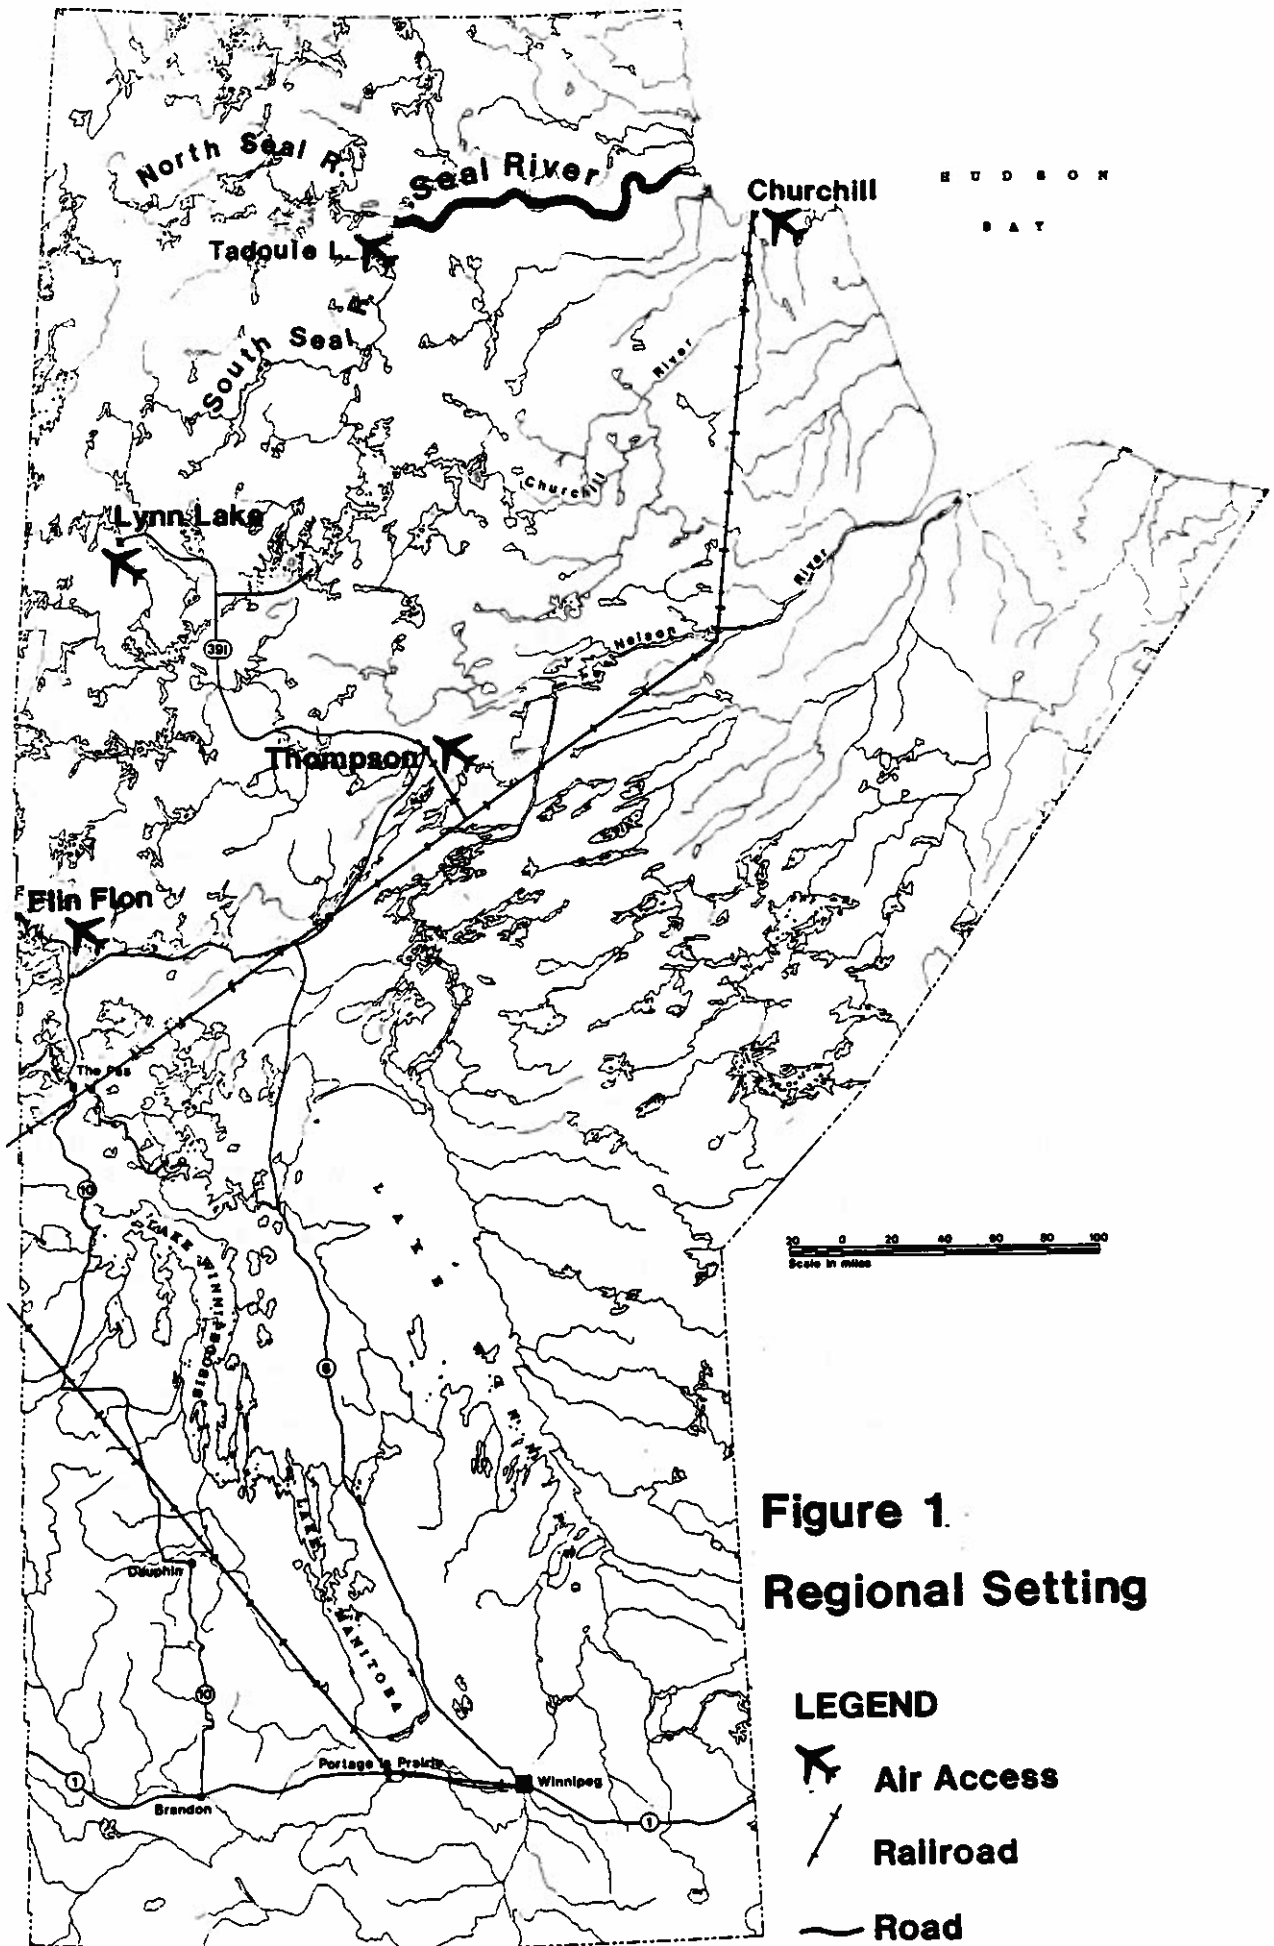 North Seal R.
Seal River
Churchill
HUDSON
BAY
Tadoule L.
South Seal R.
River
Churchill
Lynn Lake
River
Nelson
391
Thompson
Flin Flon
The Pas
10
LAKE WINNIPEGOSIS
LAKE WINNIPEG
20 0 20 40 60 80 100
Scale in miles
6
LAKE MANITOBA
Figure 1
Regional Setting
Dauphin
10
LEGEND
Air Access
Portage la Prairie
Winnipeg
1
Brandon
1
Railroad
Road